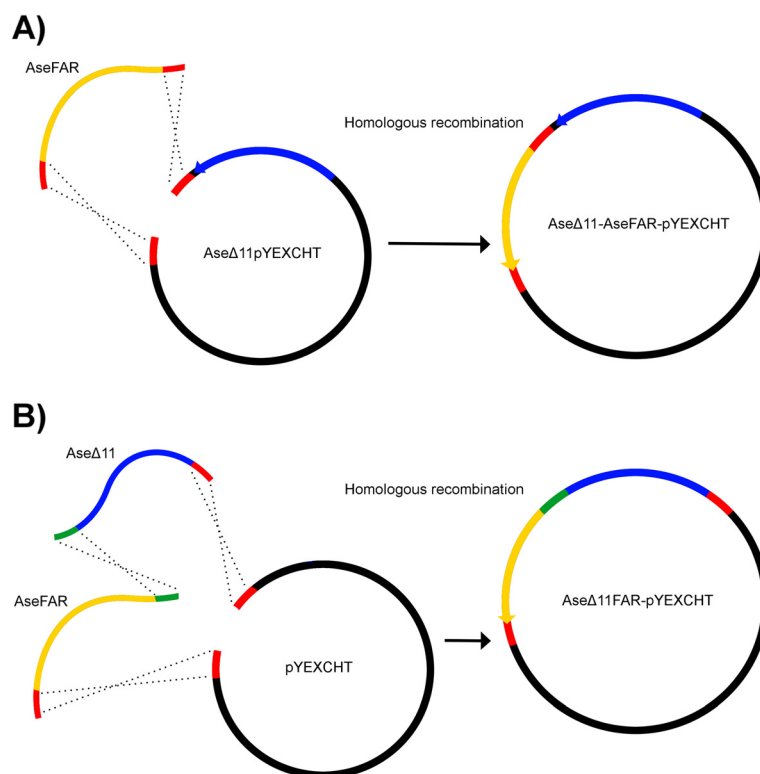 A)
AseFAR
Homologous recombination
AseΔ11pYEXCHT
AseΔ11-AseFAR-pYEXCHT
B)
AseΔ11
Homologous recombination
AseFAR
AseΔ11FAR-pYEXCHT
pYEXCHT